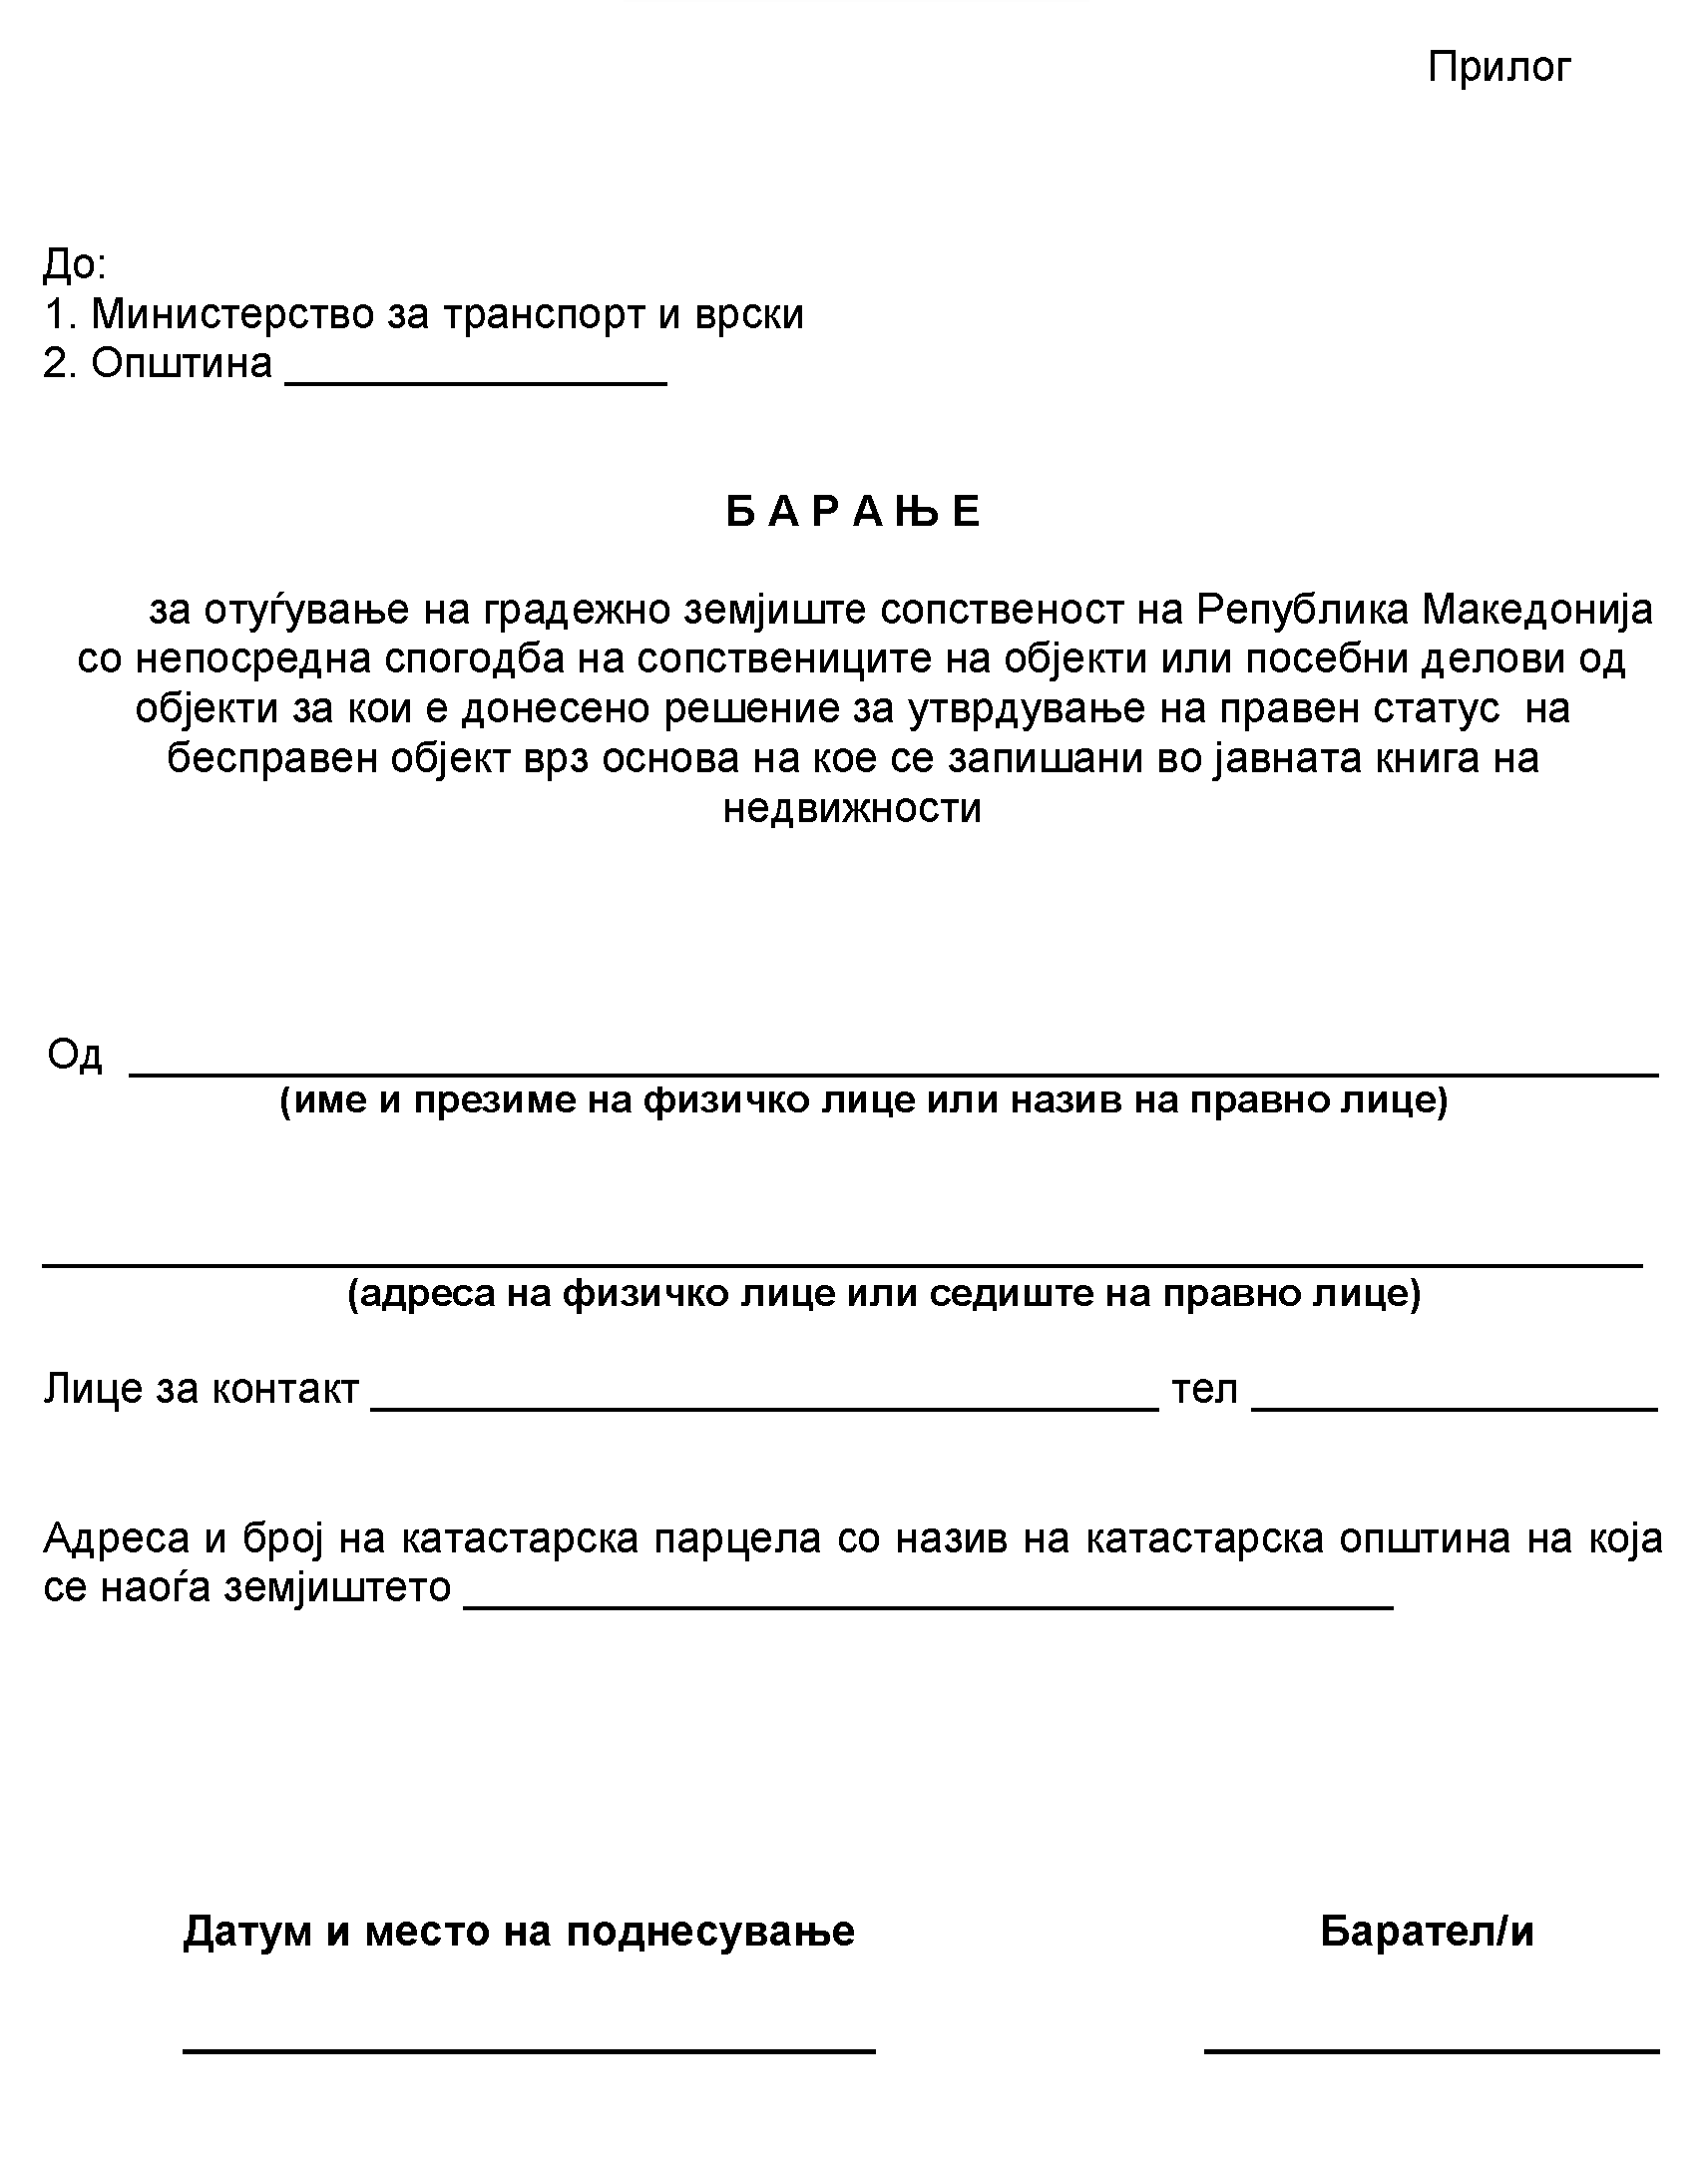 Прилог
До:
1. Министерство за транспорт и врски
2. Општина ________________
Б А Р А Њ Е
за отуѓување на градежно земјиште сопственост на Република Македонија
со непосредна спогодба на сопствениците на објекти или посебни делови од
објекти за кои е донесено решение за утврдување на правен статус на
бесправен објект врз основа на кое се запишани во јавната книга на
недвижности
Од ________________________________________________________________
(име и презиме на физичко лице или назив на правно лице)
___________________________________________________________________
(адреса на физичко лице или седиште на правно лице)
Лице за контакт _________________________________ тел _________________
Адреса и број на катастарска парцела со назив на катастарска општина на која
се наоѓа земјиштето _______________________________________
Датум и место на поднесување Барател/и
_____________________________ ___________________